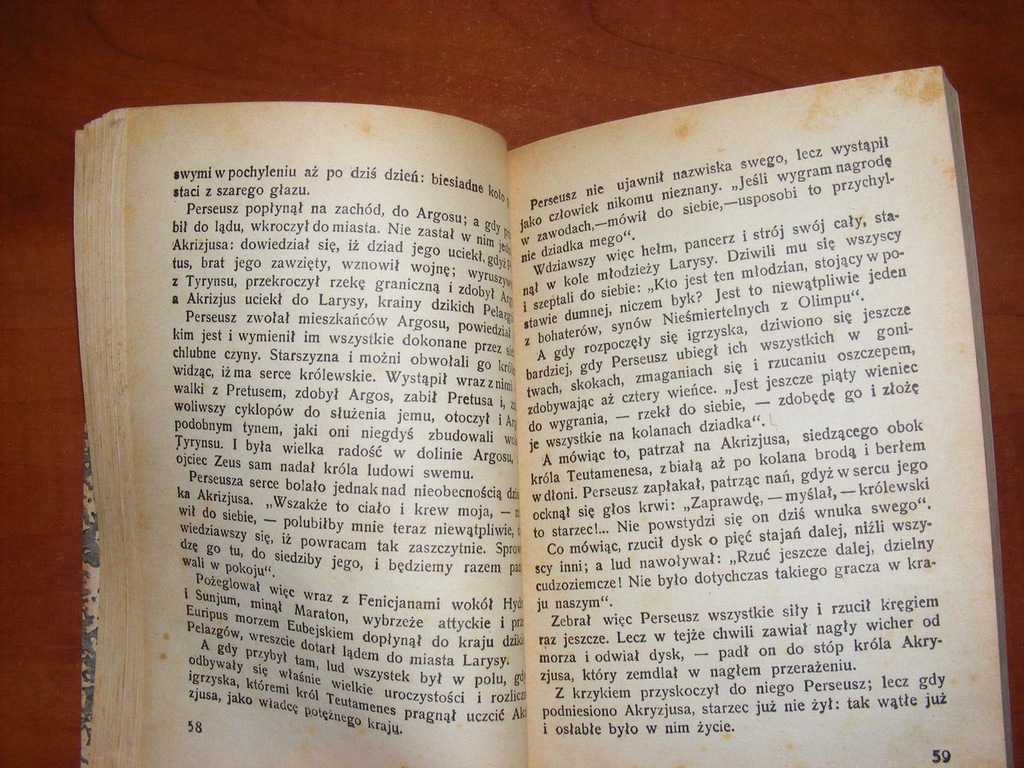 swymi w pochyleniu aż po dziś dzień: biesiadne koło
staci z szarego głazu.
Perseusz popłynął na zachód, do Argosu; a gdy
bił do lądu, wkroczył do miasta. Nie zastał w nim
Akrizjusa: dowiedział się, iż dziad jego uciekł, gdyż
tus, brat jego zawzięty, wznowił wojnę;
z Tyrynsu, przekroczył rzekę graniczną i zdobył
a Akrizjus uciekł do Larysy, krainy dzikich
Perseusz zwołał mieszkańców Argosu, powiedział
kim jest i wymienił im wszystkie dokonane przez
chlubne czyny. Starszyzna i możni obwołali go
widząc, iż ma serce królewskie. Wystąpił wraz z nimi
walki z Pretusem, zdobył Argos, zabił Pretusa i,
woliwszy cyklopów do służenia jemu, otoczył i
podobnym tynem, jaki oni niegdyś zbudowali
Tyrynsu. I była wielka radość w dolinie Argosu,
ojciec Zeus sam nadał króla ludowi swemu.
Perseusza serce bolało jednak nad nieobecnością
ka Akrizjusa. „Wszakże to ciało i krew moja, —
wił do siebie, — polubiłby mnie teraz niewątpliwie,
wiedziawszy się, iż powracam tak zaszczytnie.
dzę go tu, do siedziby jego, i będziemy razem
wali w pokoju“.
Pożeglował więc wraz z Fenicjanami wokół
i Sunjum, minął Maraton, wybrzeże attyckie i
Euripus morzem Eubejskiem dopłynął do kraju
Pelazgów, wreszcie dotarł lądem do miasta Larysy.
A gdy przybył tam, lud wszystek był w polu,
odbywały się właśnie wielkie uroczystości i
igrzyska, któremi król Teutamenes pragnął uczcić
zjusa, jako władcę potężnego kraju.
58
Perseusz nie ujawnił nazwiska swego, lecz wystąpił
jako człowiek nikomu nieznany. „Jeśli wygram nagrodę
w zawodach,—mówił do siebie,—usposobi to przychyl-
nie dziadka mego“.
Wdziawszy więc hełm, pancerz i strój swój cały, sta-
nął w kole młodzieży Larysy. Dziwili mu się wszyscy
i szeptali do siebie: „Kto jest ten młodzian, stojący w po-
stawie dumnej, niczem byk? Jest to niewątpliwie jeden
z bohaterów, synów Nieśmiertelnych z Olimpu“.
A gdy rozpoczęły się igrzyska, dziwiono się jeszcze
bardziej, gdy Perseusz ubiegł ich wszystkich w goni-
twach, skokach, zmaganiach się i rzucaniu oszczepem,
zdobywając aż cztery wieńce. „Jest jeszcze piąty wieniec
do wygrania, — rzekł do siebie, — zdobędę go i złożę
je wszystkie na kolanach dziadka“.
A mówiąc to, patrzał na Akrizjusa, siedzącego obok
króla Teutamenesa, z białą aż po kolana brodą i berłem
w dłoni. Perseusz zapłakał, patrząc nań, gdyż w sercu jego
ocknął się głos krwi: „Zaprawdę, — myślał, — królewski
to starzec!... Nie powstydzi się on dziś wnuka swego“.
Co mówiąc, rzucił dysk o pięć stajań dalej, niźli wszy-
scy inni; a lud nawoływał: „Rzuć jeszcze dalej, dzielny
cudzoziemcze! Nie było dotychczas takiego gracza w kra-
ju naszym“.
Zebrał więc Perseusz wszystkie siły i rzucił kręgiem
raz jeszcze. Lecz w tejże chwili zawiał nagły wicher od
morza i odwiał dysk, — padł on do stóp króla Akry-
zjusa, który zemdlał w nagłem przerażeniu.
Z krzykiem przyskoczył do niego Perseusz; lecz gdy
podniesiono Akryzjusa, starzec już nie żył: tak wątłe już
i osłabłe było w nim życie.
59